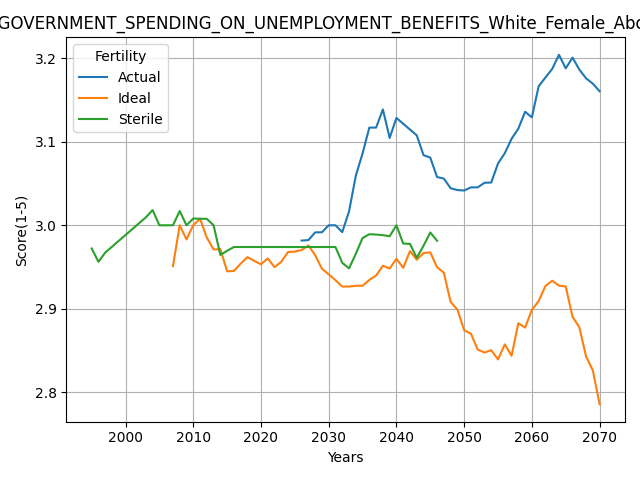 GOVERNMENT_SPENDING_ON_UNEMPLOYMENT_BENEFITS_White_Female_Abo
Fertility
Actual
Ideal
Sterile
Score(1-5)
3.2
3.1
3.0
2.9
2.8
2000 2010 2020 2030 2040 2050 2060 2070
Years